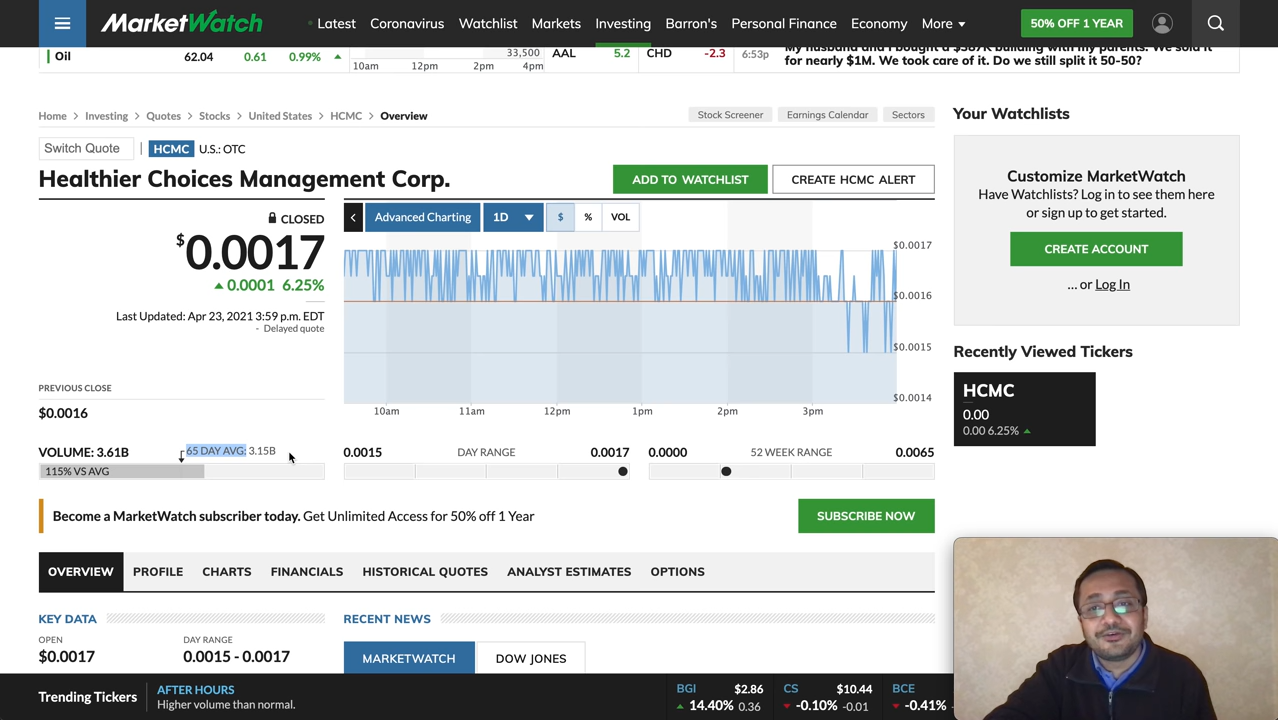 MarketWatch
Latest
Coronavirus
Watchlist
Markets
Investing
Barron's
Personal Finance
Economy
More
50% OFF 1 YEAR
Oil 62.04 0.61 0.99%
33,500
10am 12pm 2pm 4pm
AAL 5.2 CHD -2.3
6:53p
My husband and I bought a $387K building with my parents. We sold it
for nearly $1M. We took care of it. Do we still split it 50-50?
Home > Investing > Quotes > Stocks > United States > HCMC > Overview
Stock Screener
Earnings Calendar
Sectors
Switch Quote | HCMC U.S.: OTC
Healthier Choices Management Corp.
ADD TO WATCHLIST
CREATE HCMC ALERT
CLOSED
$0.0017
0.0001 6.25%
Last Updated: Apr 23, 2021 3:59 p.m. EDT
- Delayed quote
PREVIOUS CLOSE
$0.0016
Advanced Charting
1D
$
%
VOL
$0.0017
$0.0016
$0.0015
$0.0014
10am 11am 12pm 1pm 2pm 3pm
VOLUME: 3.61B
65 DAY AVG: 3.15B
115% VS AVG
0.0015 DAY RANGE 0.0017
0.0000 52 WEEK RANGE 0.0065
Become a MarketWatch subscriber today. Get Unlimited Access for 50% off 1 Year
SUBSCRIBE NOW
OVERVIEW
PROFILE
CHARTS
FINANCIALS
HISTORICAL QUOTES
ANALYST ESTIMATES
OPTIONS
KEY DATA
OPEN
$0.0017
DAY RANGE
0.0015 - 0.0017
RECENT NEWS
MARKETWATCH
DOW JONES
Your Watchlists
Customize MarketWatch
Have Watchlists? Log in to see them here
or sign up to get started.
CREATE ACCOUNT
... or Log In
Recently Viewed Tickers
HCMC
0.00
0.00 6.25%
Trending Tickers
AFTER HOURS
Higher volume than normal.
BGI $2.86
14.40% 0.36
CS $10.44
-0.10% -0.01
BCE
-0.41%